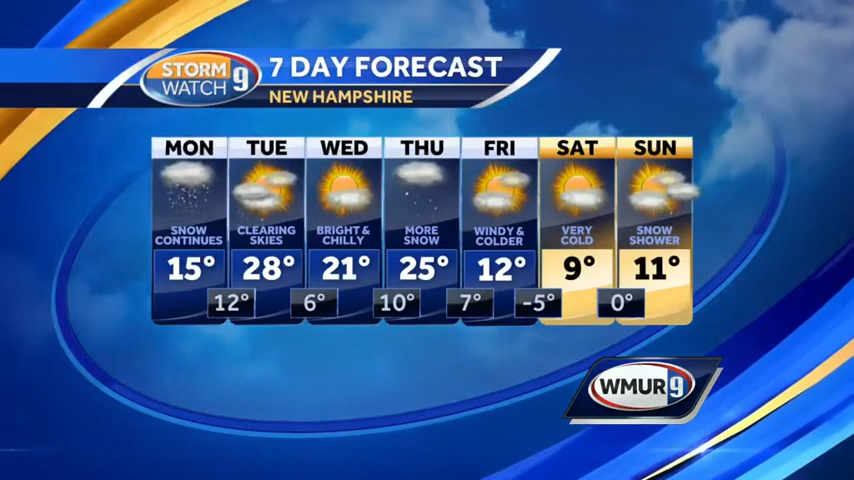 STORM
WATCH 9
7 DAY FORECAST
NEW HAMPSHIRE
MON TUE WED THU FRI SAT SUN
SNOW CLEARING BRIGHT & MORE WINDY & VERY SNOW
CONTINUES SKIES CHILLY SNOW COLDER COLD SHOWER
15° 28° 21° 25° 12° 9° 11°
12° 6° 10° 7° -5° 0°
WMUR 9